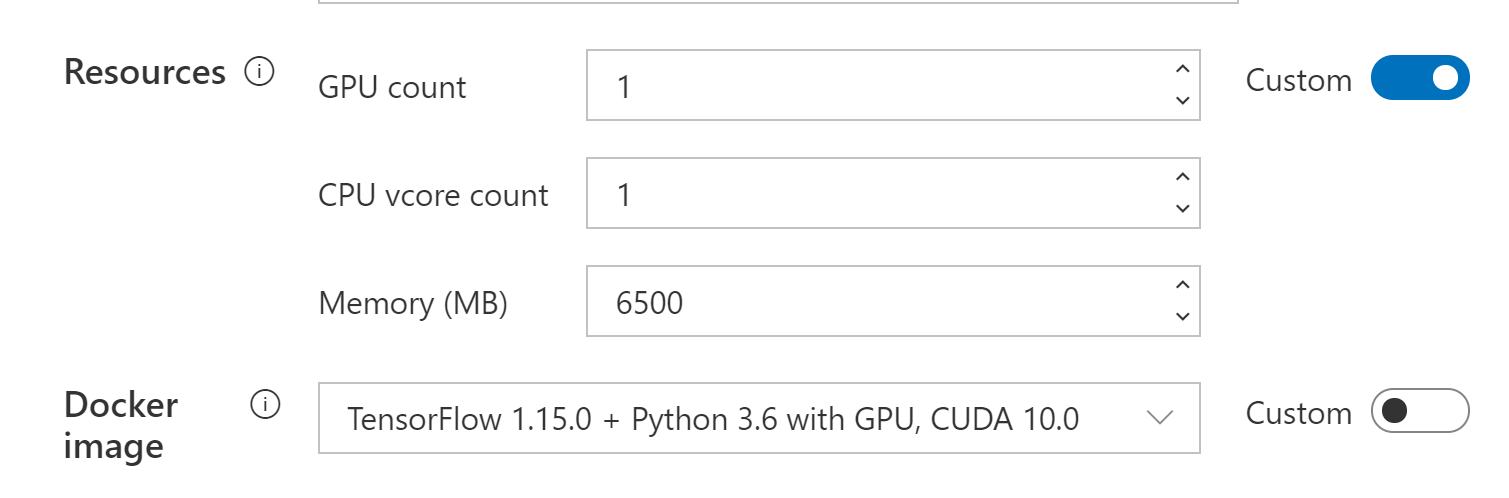 Resources GPU count 1 Custom
CPU vcore count 1
Memory (MB) 6500
Docker TensorFlow 1.15.0 + Python 3.6 with GPU, CUDA 10.0 Custom
image